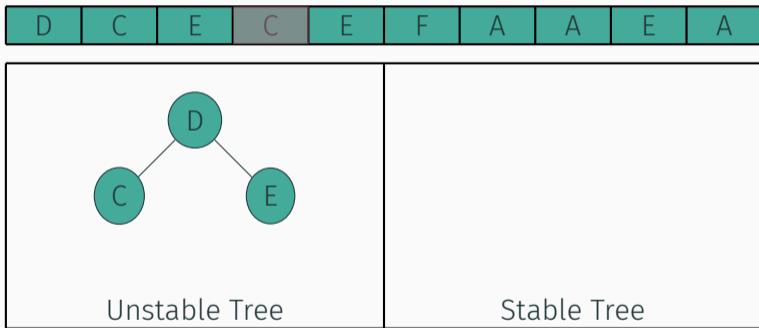 D C E C E F A A E A
D
C E
Unstable Tree Stable Tree